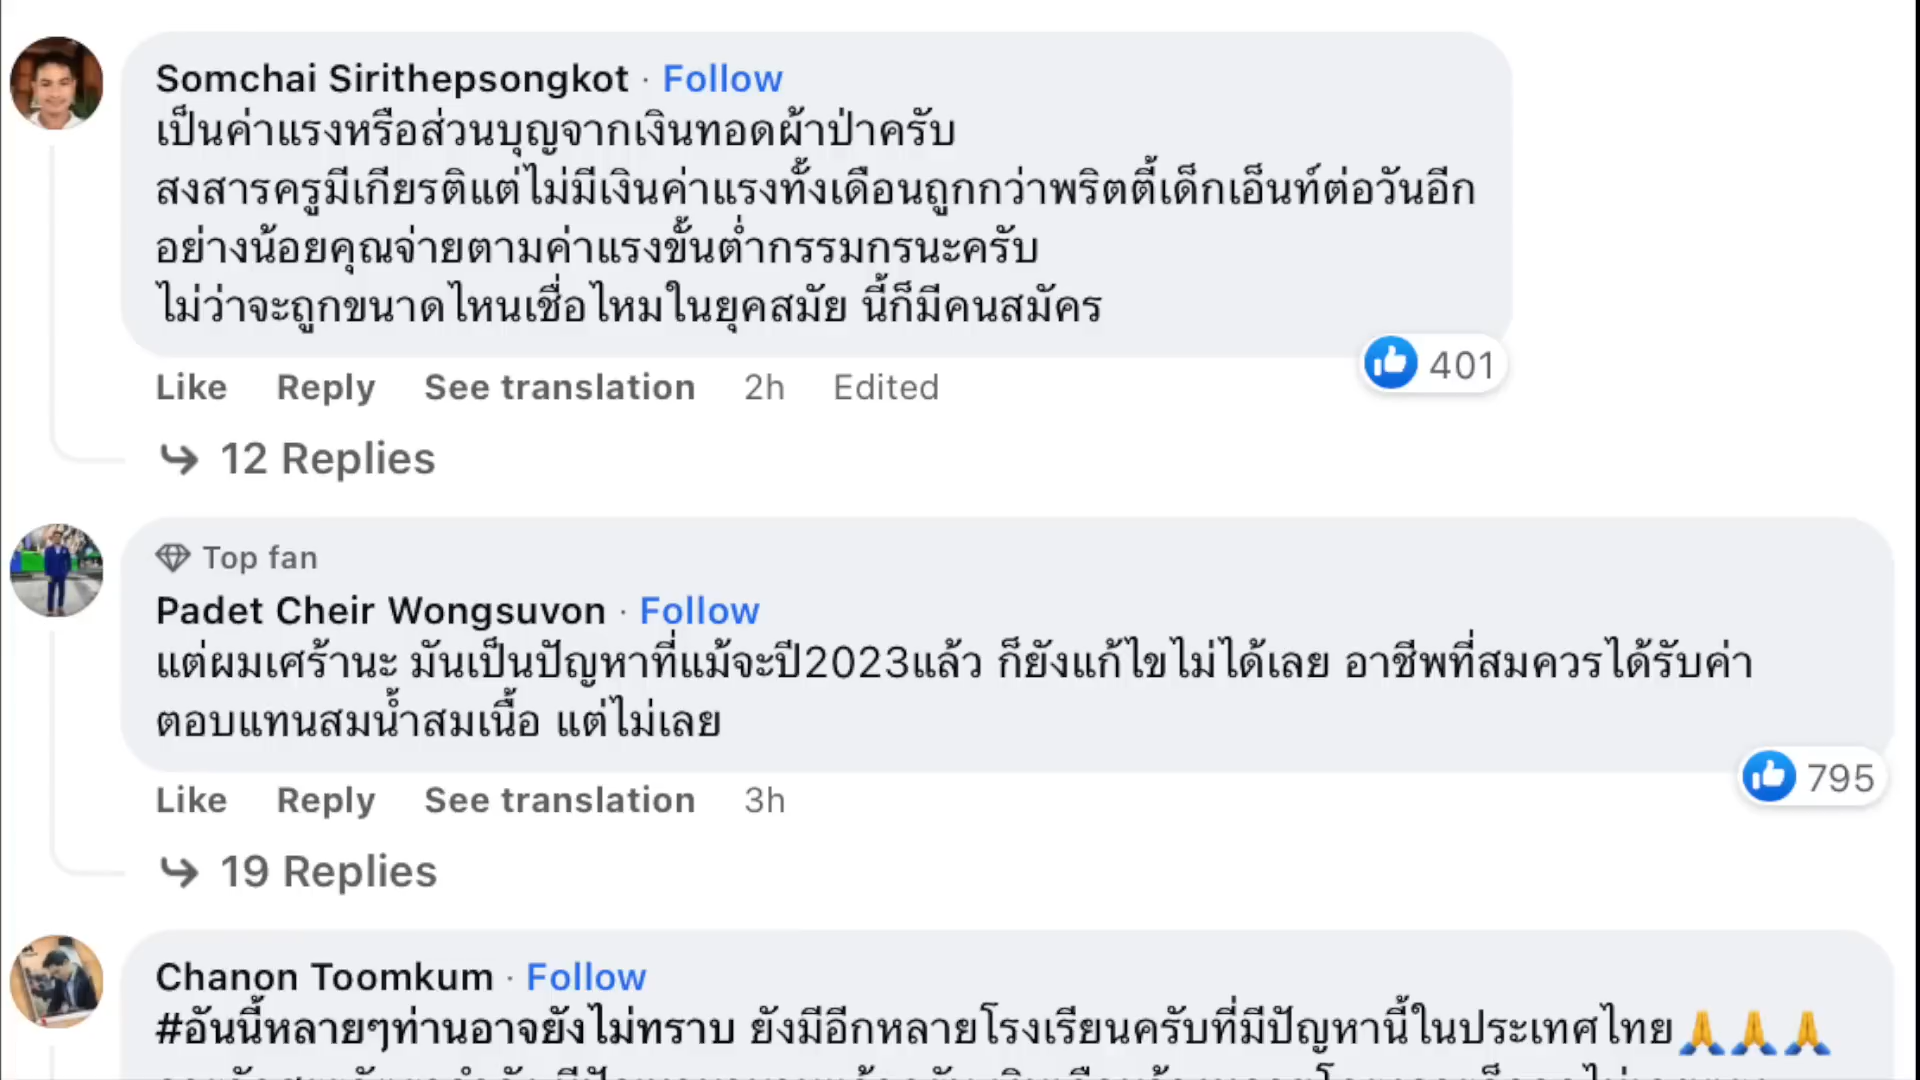 Somchai Sirithepsongkot · Follow
เป็นค่าแรงหรือส่วนบุญจากเงินทอดผ้าป่าครับ
สงสารครูมีเกียรติแต่ไม่มีเงินค่าแรงทั้งเดือนถูกกว่าพริตตี้เด็กเอ็นท์ต่อวันอีก
อย่างน้อยคุณจ่ายตามค่าแรงขั้นต่ำกรรมกรนะครับ
ไม่ว่าจะถูกขนาดไหนเชื่อไหมในยุคสมัย นี้ก็มีคนสมัคร
401
Like Reply See translation 2h Edited
12 Replies
Top fan
Padet Cheir Wongsuvon · Follow
แต่ผมเศร้านะ มันเป็นปัญหาที่แม้จะปี2023แล้ว ก็ยังแก้ไขไม่ได้เลย อาชีพที่สมควรได้รับค่า
ตอบแทนสมน้ำสมเนื้อ แต่ไม่เลย
795
Like Reply See translation 3h
19 Replies
Chanon Toomkum · Follow
#อันนี้หลายๆท่านอาจยังไม่ทราบ ยังมีอีกหลายโรงเรียนครับที่มีปัญหานี้ในประเทศไทย🙏🙏🙏